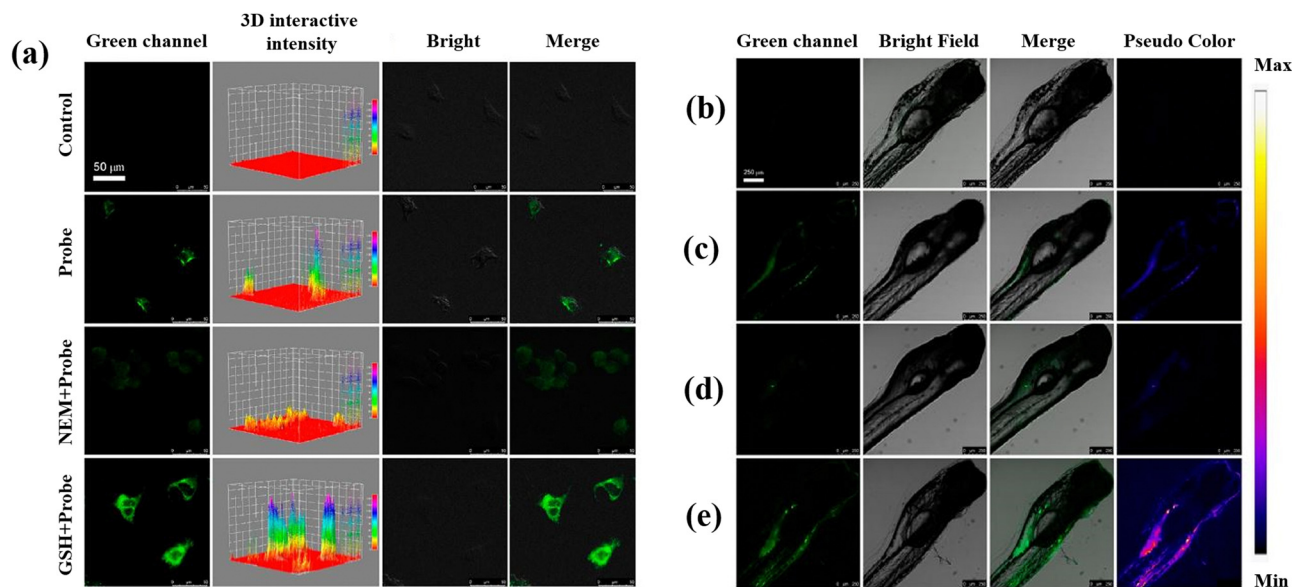 (a)
Green channel
3D interactive
intensity
Bright
Merge
Control
50 μm
Probe
NEM+Probe
GSH+Probe
Green channel
Bright Field
Merge
Pseudo Color
Max
(b)
250 μm
(c)
(d)
(e)
Min